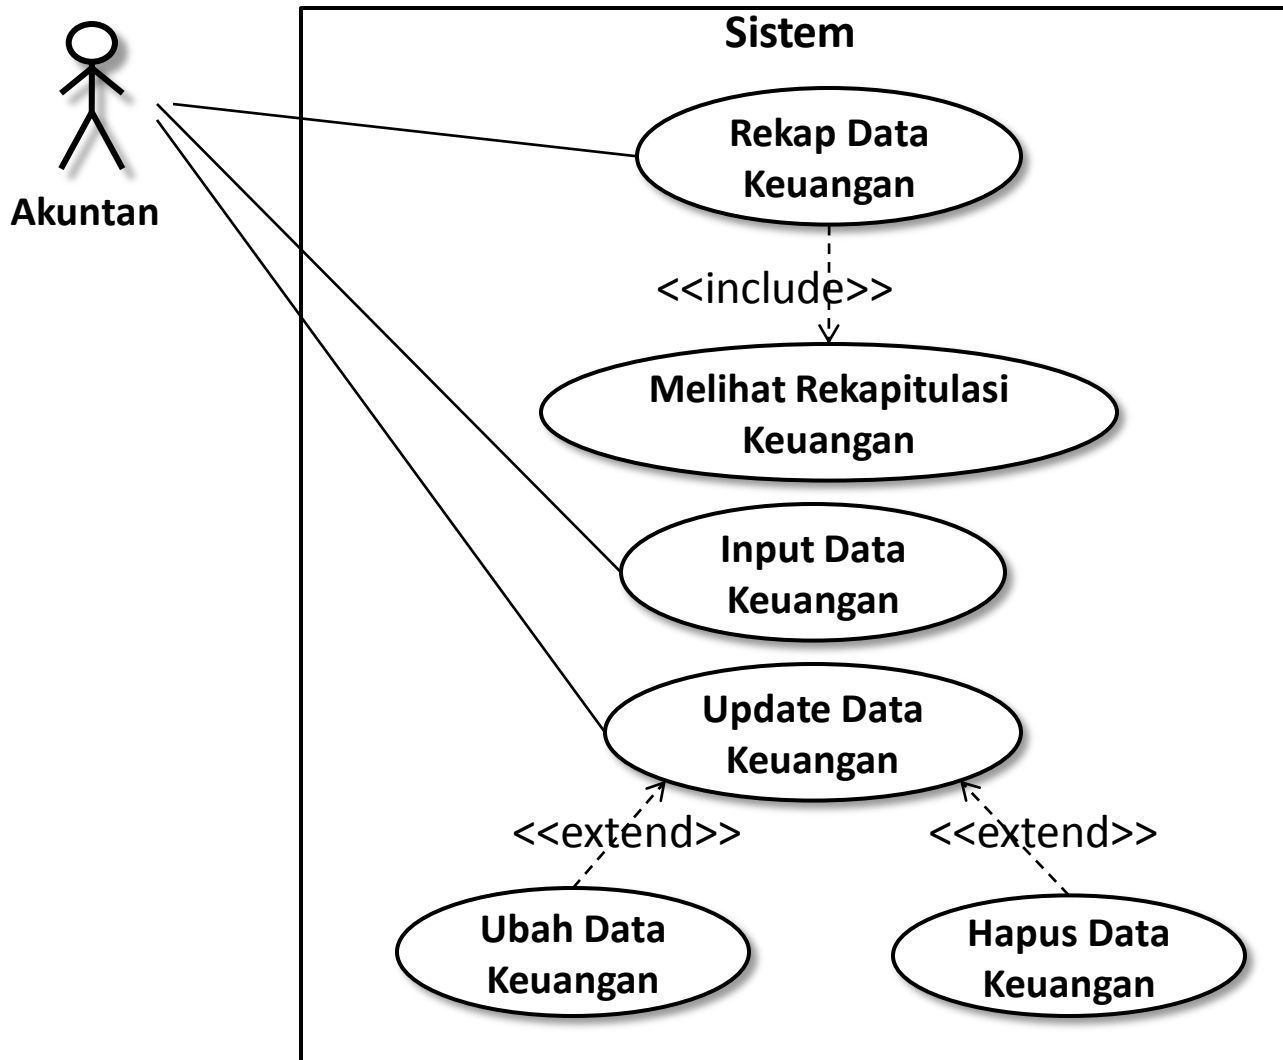 Sistem
Akuntan
Rekap Data
Keuangan
<<include>>
Melihat Rekapitulasi
Keuangan
Input Data
Keuangan
Update Data
Keuangan
<<extend>>
<<extend>>
Ubah Data
Keuangan
Hapus Data
Keuangan